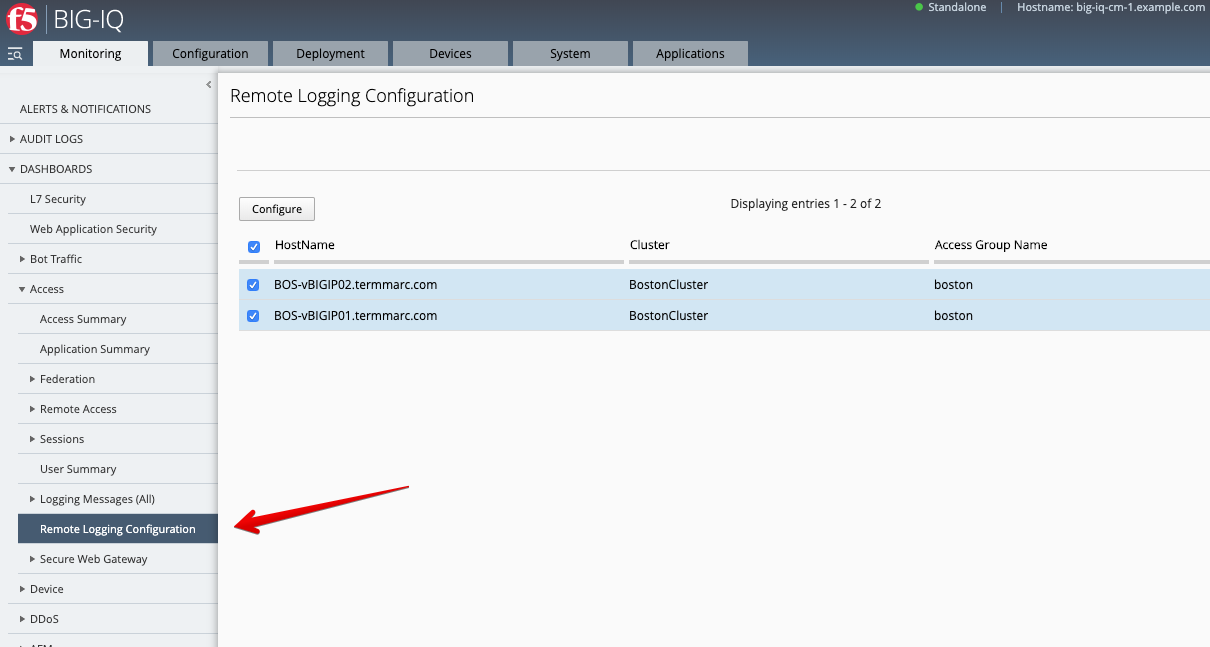 f5 BIG-IQ
Standalone
Hostname: big-iq-cm-1.example.com
Monitoring
Configuration
Deployment
Devices
System
Applications
ALERTS & NOTIFICATIONS
AUDIT LOGS
DASHBOARDS
L7 Security
Web Application Security
Bot Traffic
Access
Access Summary
Application Summary
Federation
Remote Access
Sessions
User Summary
Logging Messages (All)
Remote Logging Configuration
Secure Web Gateway
Device
DDoS
Remote Logging Configuration
Configure
Displaying entries 1 - 2 of 2
HostName Cluster Access Group Name
BOS-vBIGIP02.termmarc.com BostonCluster boston
BOS-vBIGIP01.termmarc.com BostonCluster boston